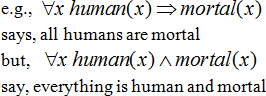 e.g., ∀x human(x) ⇒ mortal(x)
says, all humans are mortal
but, ∀x human(x) ∧ mortal(x)
say, everything is human and mortal